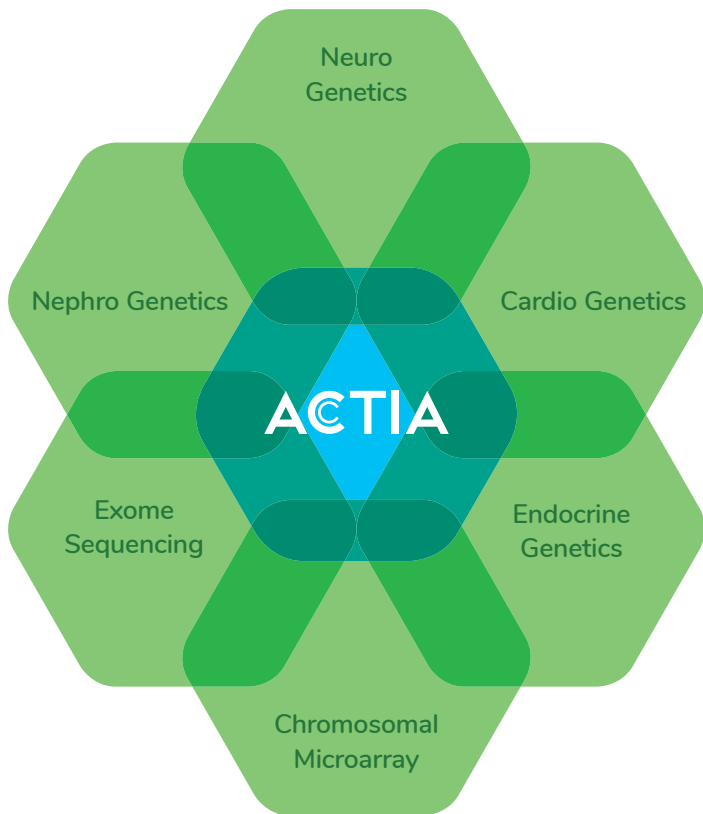 Neuro
Genetics
Nephro Genetics
Cardio Genetics
ACTIA
Exome
Sequencing
Endocrine
Genetics
Chromosomal
Microarray